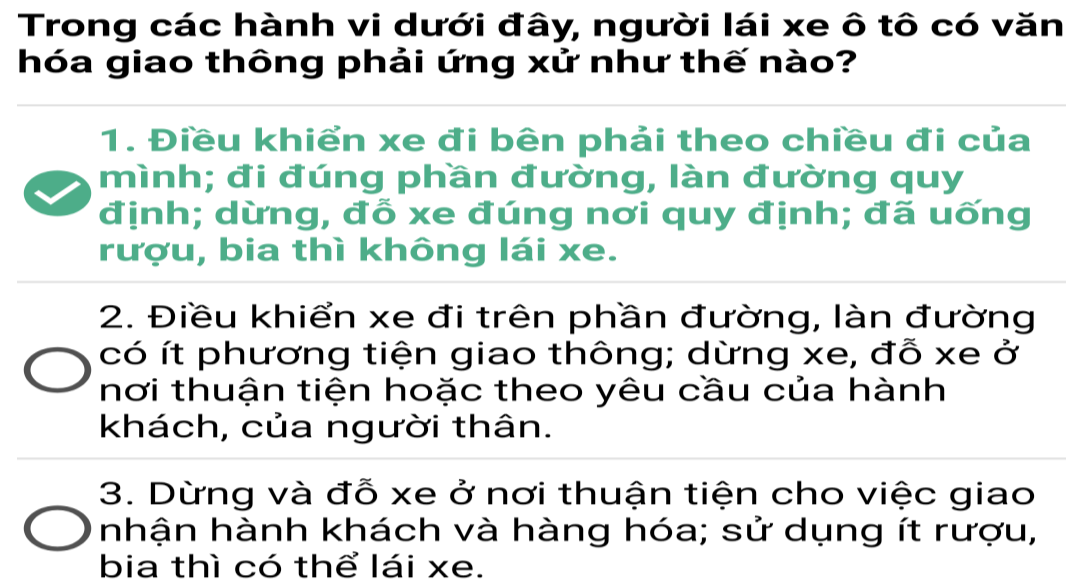 Trong các hành vi dưới đây, người lái xe ô tô có văn
hóa giao thông phải ứng xử như thế nào?
1. Điều khiển xe đi bên phải theo chiều đi của
mình; đi đúng phần đường, làn đường quy
định; dừng, đỗ xe đúng nơi quy định; đã uống
rượu, bia thì không lái xe.
2. Điều khiển xe đi trên phần đường, làn đường
có ít phương tiện giao thông; dừng xe, đỗ xe ở
nơi thuận tiện hoặc theo yêu cầu của hành
khách, của người thân.
3. Dừng và đỗ xe ở nơi thuận tiện cho việc giao
nhận hành khách và hàng hóa; sử dụng ít rượu,
bia thì có thể lái xe.